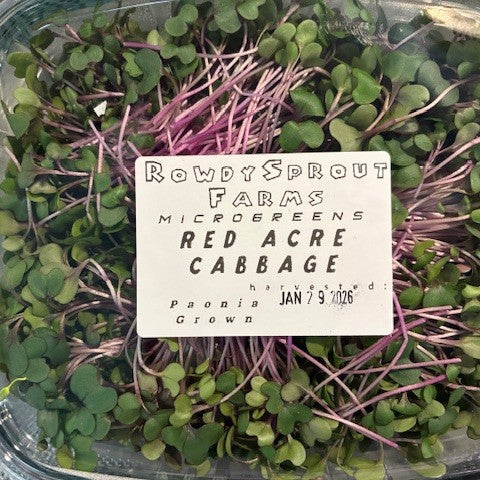 RowdySprout
Farms
MICROGREENS
RED ACRE
CABBAGE
harvested:
Paonia JAN 29 2026
Grown